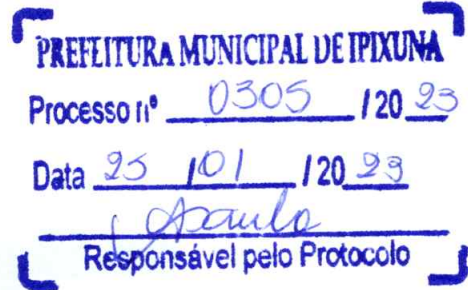 PREFEITURA MUNICIPAL DE IPIXUNA
Processo nº 0305 / 20 23
Data 25 / 01 / 20 23
Responsável pelo Protocolo